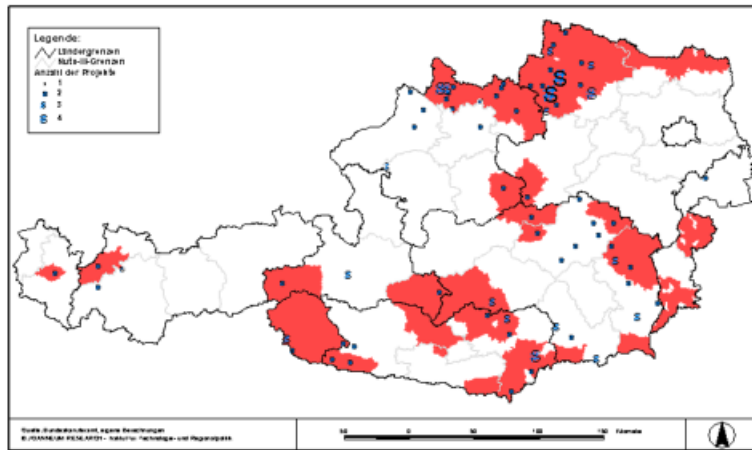 Legende:
Ländergrenzen
Nuts-III-Grenzen
Anzahl der Projekte
1
2
3
4
50 0 50 100 150 Kilometer
Quelle: Bundeskanzleramt, eigene Berechnungen
© JOANNEUM RESEARCH - Institut für Technologie- und Regionalpolitik